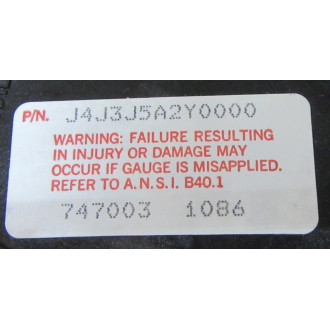 P/N. J4J3J5A2Y0000
WARNING: FAILURE RESULTING
IN INJURY OR DAMAGE MAY
OCCUR IF GAUGE IS MISAPPLIED.
REFER TO A.N.S.I. B40.1
747003 1086